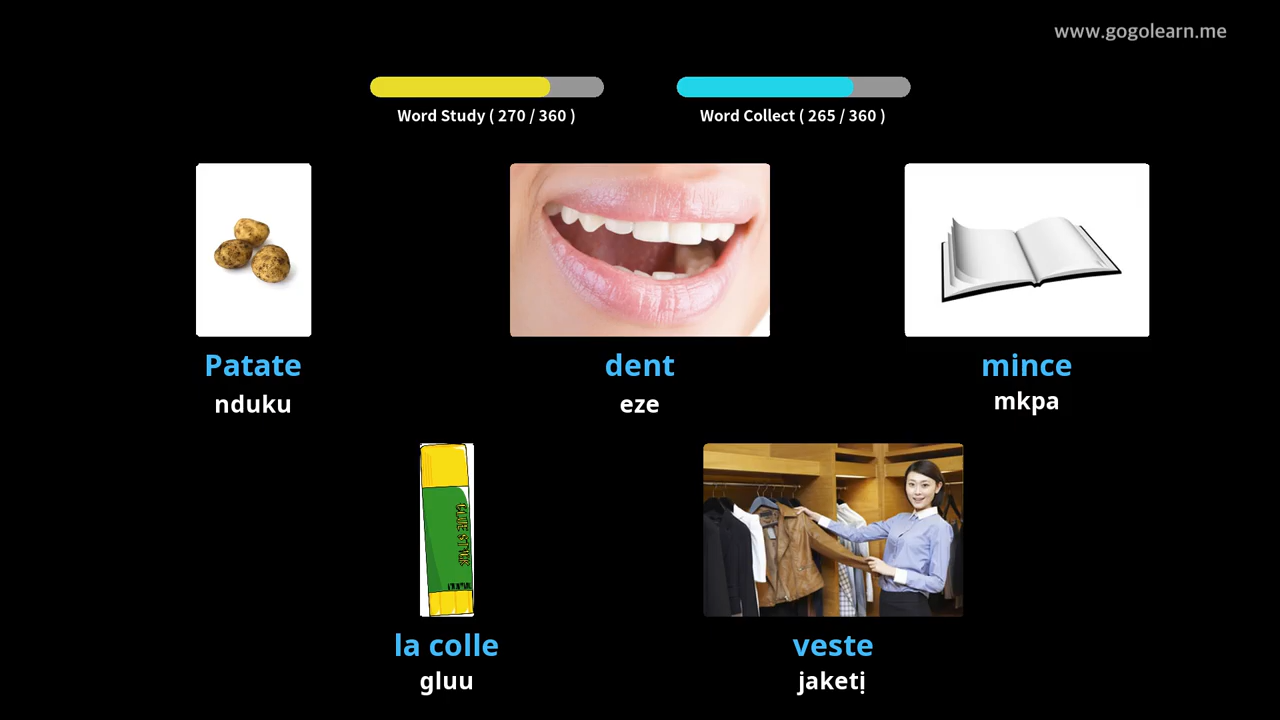 www.gogolearn.me
Word Study ( 270 / 360 )
Word Collect ( 265 / 360 )
Patate
nduku
dent
eze
mince
mkpa
la colle
gluu
veste
jaketị